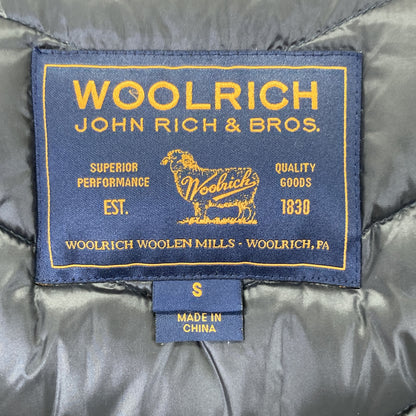 WOOLRICH
JOHN RICH & BROS.
SUPERIOR PERFORMANCE
QUALITY GOODS
Woolrich
EST. 1830
WOOLRICH WOOLEN MILLS - WOOLRICH, PA
S
MADE IN
CHINA